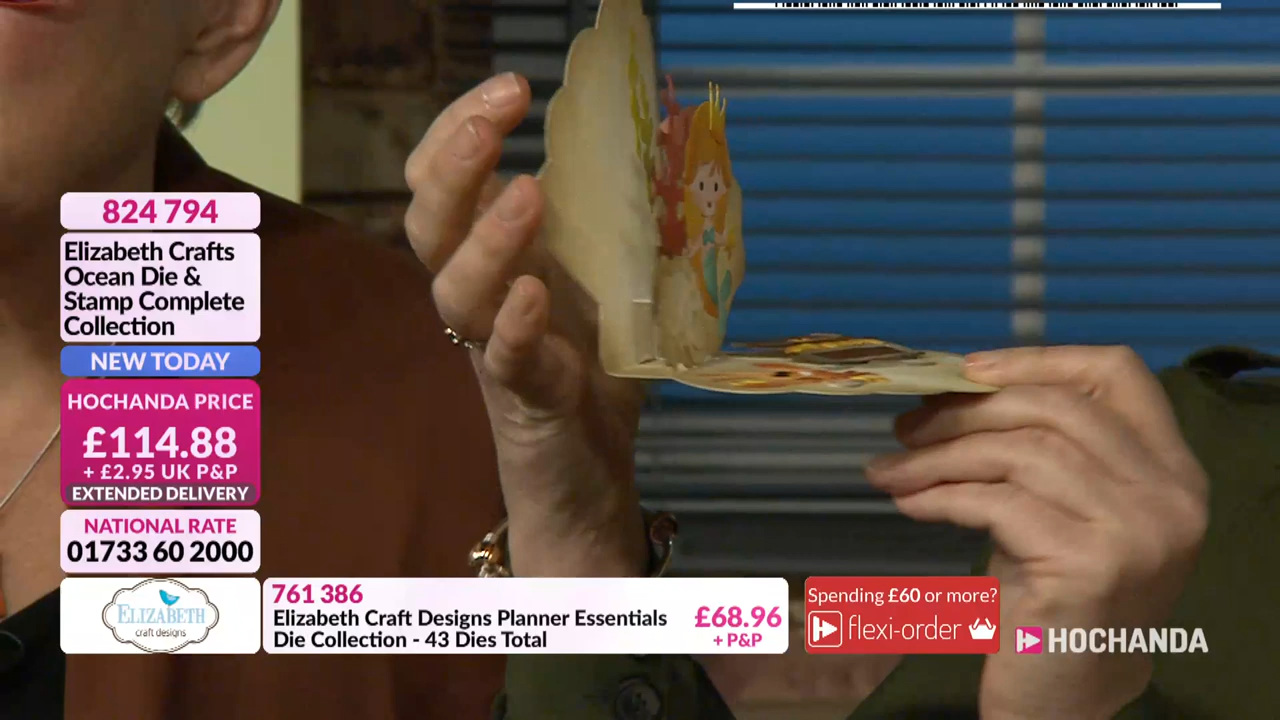 824 794
Elizabeth Crafts
Ocean Die &
Stamp Complete
Collection
NEW TODAY
HOCHANDA PRICE
£114.88
+ £2.95 UK P&P
EXTENDED DELIVERY
NATIONAL RATE
01733 60 2000
ELIZABETH
craft designs
761 386
Elizabeth Craft Designs Planner Essentials
Die Collection - 43 Dies Total
£68.96
+ P&P
Spending £60 or more?
flexi-order
HOCHANDA